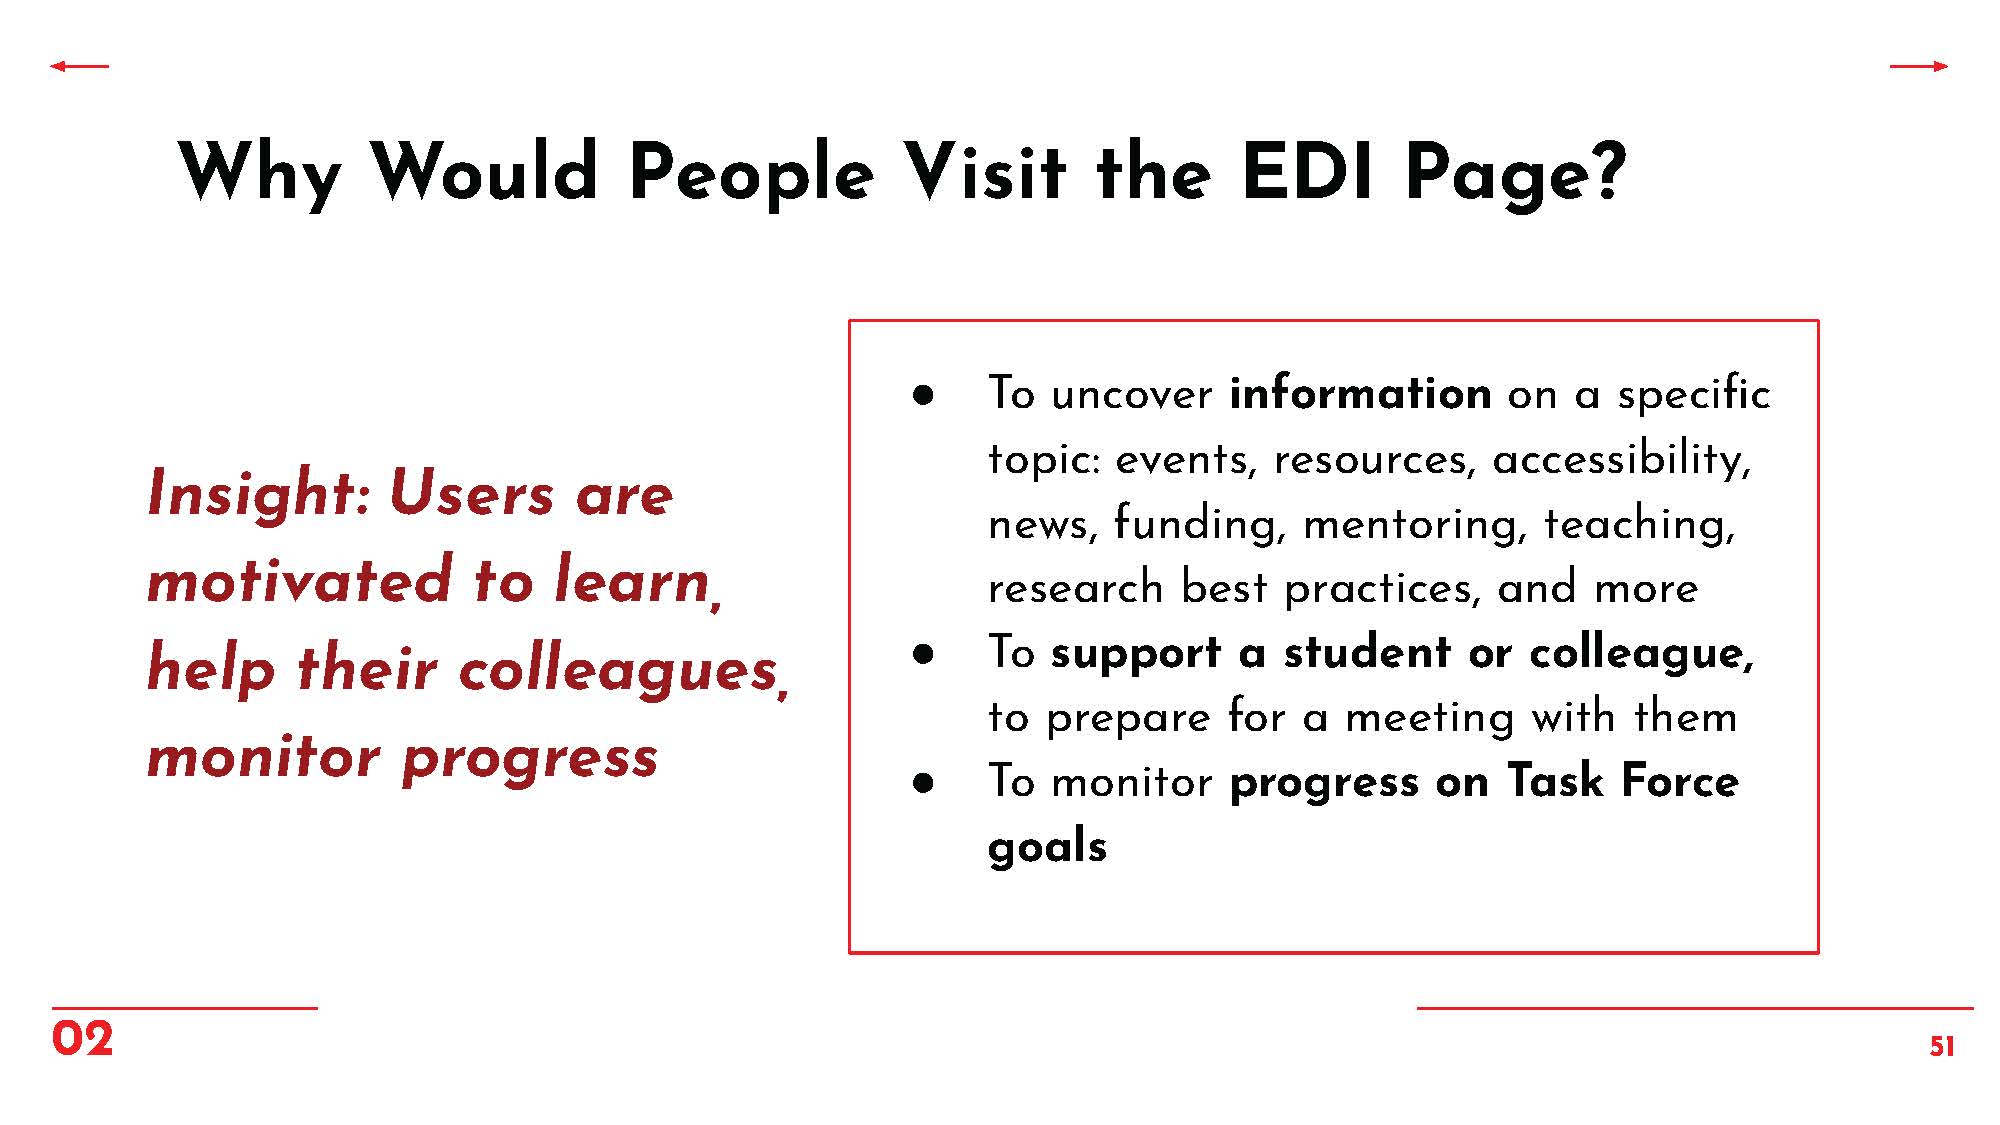 Why Would People Visit the EDI Page?
Insight: Users are
motivated to learn,
help their colleagues,
monitor progress
● To uncover information on a specific
topic: events, resources, accessibility,
news, funding, mentoring, teaching,
research best practices, and more
● To support a student or colleague,
to prepare for a meeting with them
● To monitor progress on Task Force
goals
02
51